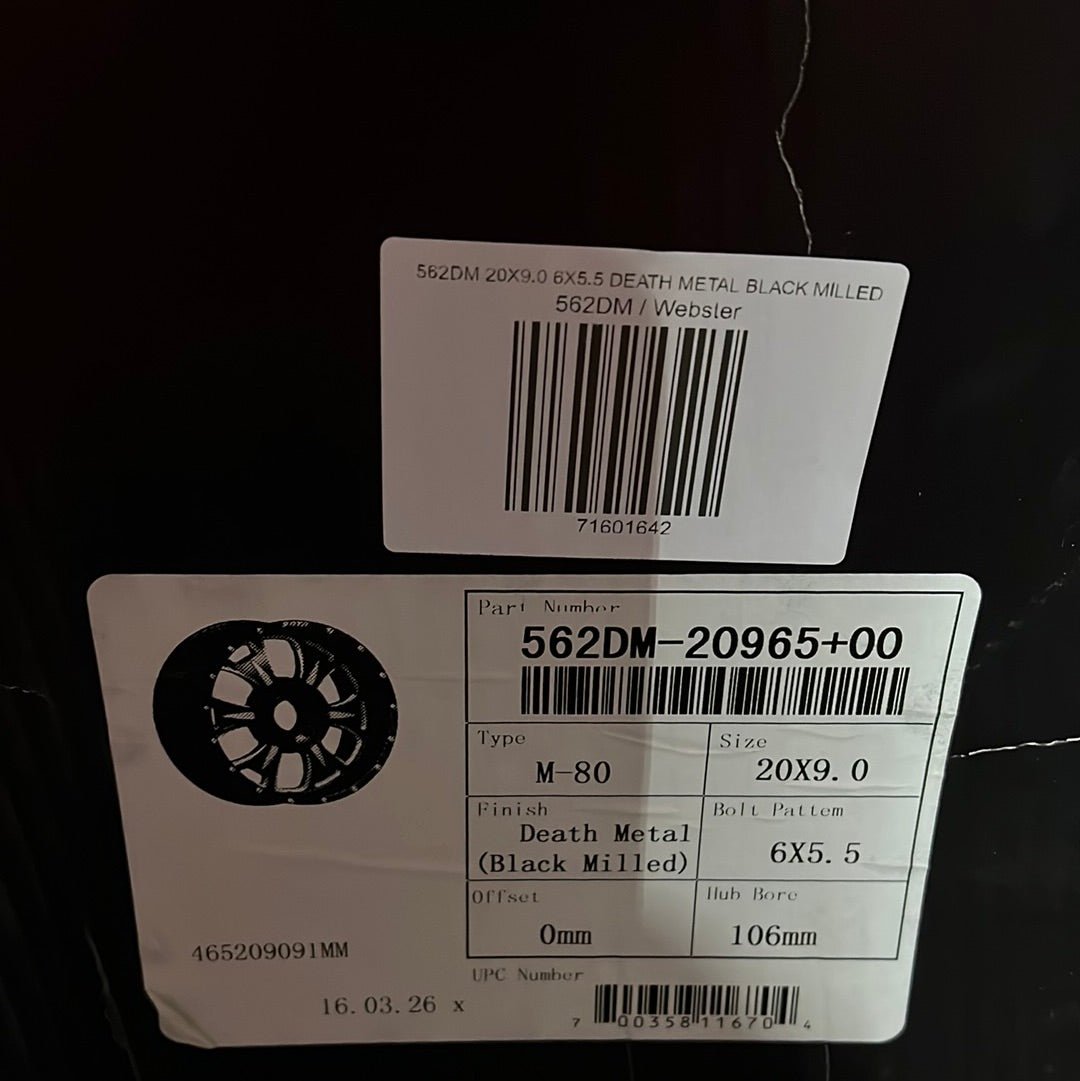 562DM 20X9.0 6X5.5 DEATH METAL BLACK MILLED
562DM / Webster
71601642
Part Number
562DM-20965+00
Type
M-80
Size
20X9.0
Finish
Death Metal
(Black Milled)
Bolt Pattem
6X5.5
Offset
0mm
Hub Bore
106mm
465209091MM
UPC Number
16.03.26 x
7 00358 11670 4